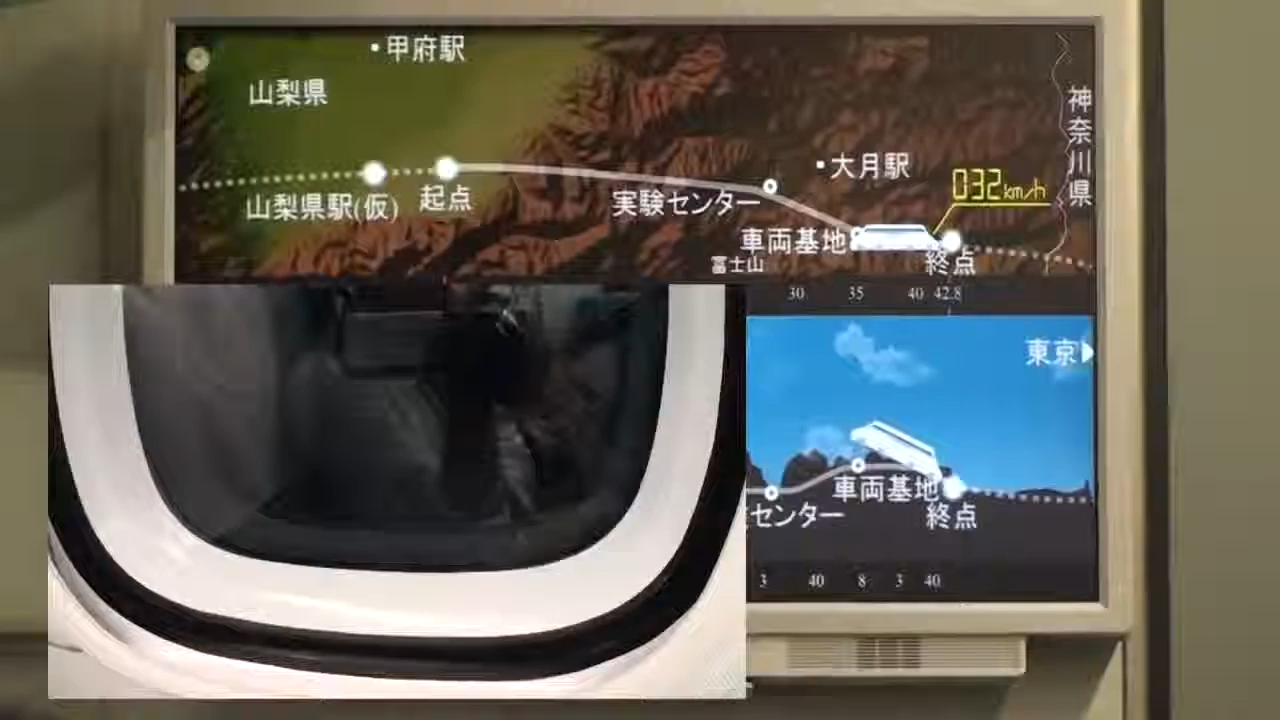 甲府駅
山梨県
神奈川県
大月駅
032km/h
山梨県駅(仮)
起点
実験センター
車両基地
富士山
終点
30 35 40 42.8
東京
車両基地
センター
終点
3 40 8 3 40